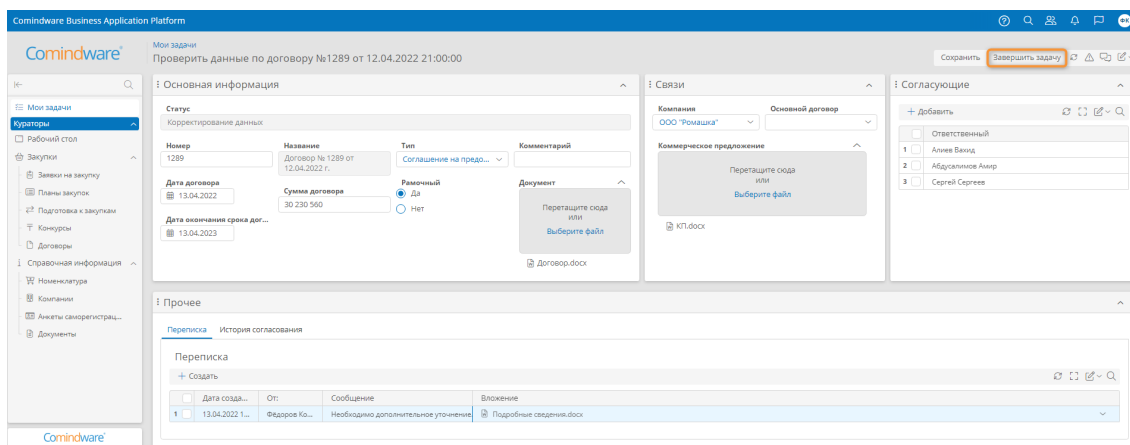 Comindware Business Application Platform
ФК
Comindware®
Мои задачи
Проверить данные по договору №1289 от 12.04.2022 21:00:00
Сохранить
Завершить задачу
Мои задачи
Кураторы
Рабочий стол
Закупки
Заявки на закупку
Планы закупок
Подготовка к закупкам
Конкурсы
Договоры
Справочная информация
Номенклатура
Компании
Анкеты саморегистрац...
Документы
Comindware®
Основная информация
Статус
Корректирование данных
Номер
1289
Название
Договор № 1289 от
12.04.2022 г.
Тип
Соглашение на предо...
Комментарий
Дата договора
13.04.2022
Сумма договора
30 230 560
Рамочный
Да
Нет
Документ
Перетащите сюда
или
Выберите файл
Договор.docx
Дата окончания срока дог...
13.04.2023
Связи
Компания
ООО "Ромашка"
Основной договор
Коммерческое предложение
Перетащите сюда
или
Выберите файл
КП.docx
Согласующие
+ Добавить
Ответственный
1 Алиев Вахид
2 Абдусалимов Амир
3 Сергей Сергеев
Прочее
Переписка История согласования
Переписка
+ Создать
Дата созда... От: Сообщение Вложение
1 13.04.2022 1... Фёдоров Ко... Необходимо дополнительное уточнение Подробные сведения.docx